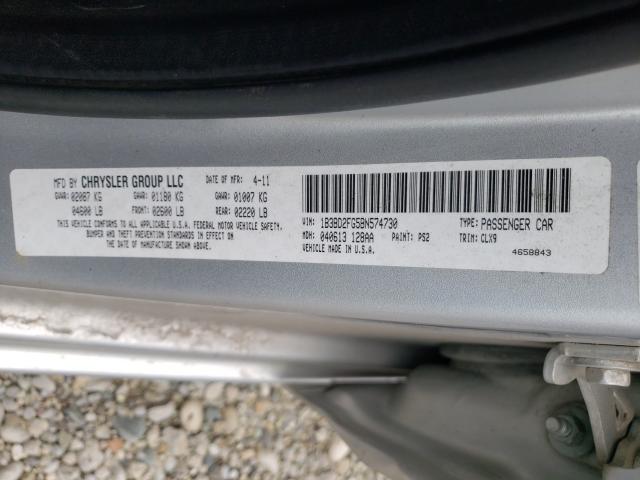 MFD BY CHRYSLER GROUP LLC DATE OF MFR: 4-11
GVWR: 02087 KG GAWR: 01180 KG GAWR: 01007 KG
04600 LB FRONT: 02600 LB REAR: 02220 LB
THIS VEHICLE CONFORMS TO ALL APPLICABLE U.S.A. FEDERAL MOTOR VEHICLE SAFETY,
BUMPER AND THEFT PREVENTION STANDARDS IN EFFECT ON
THE DATE OF MANUFACTURE SHOWN ABOVE.
VIN: 1B3BD2FG5BN574730 TYPE: PASSENGER CAR
MDH: 040613 128AA PAINT: PS2 TRIM: CLX9
VEHICLE MADE IN U.S.A. 4658843